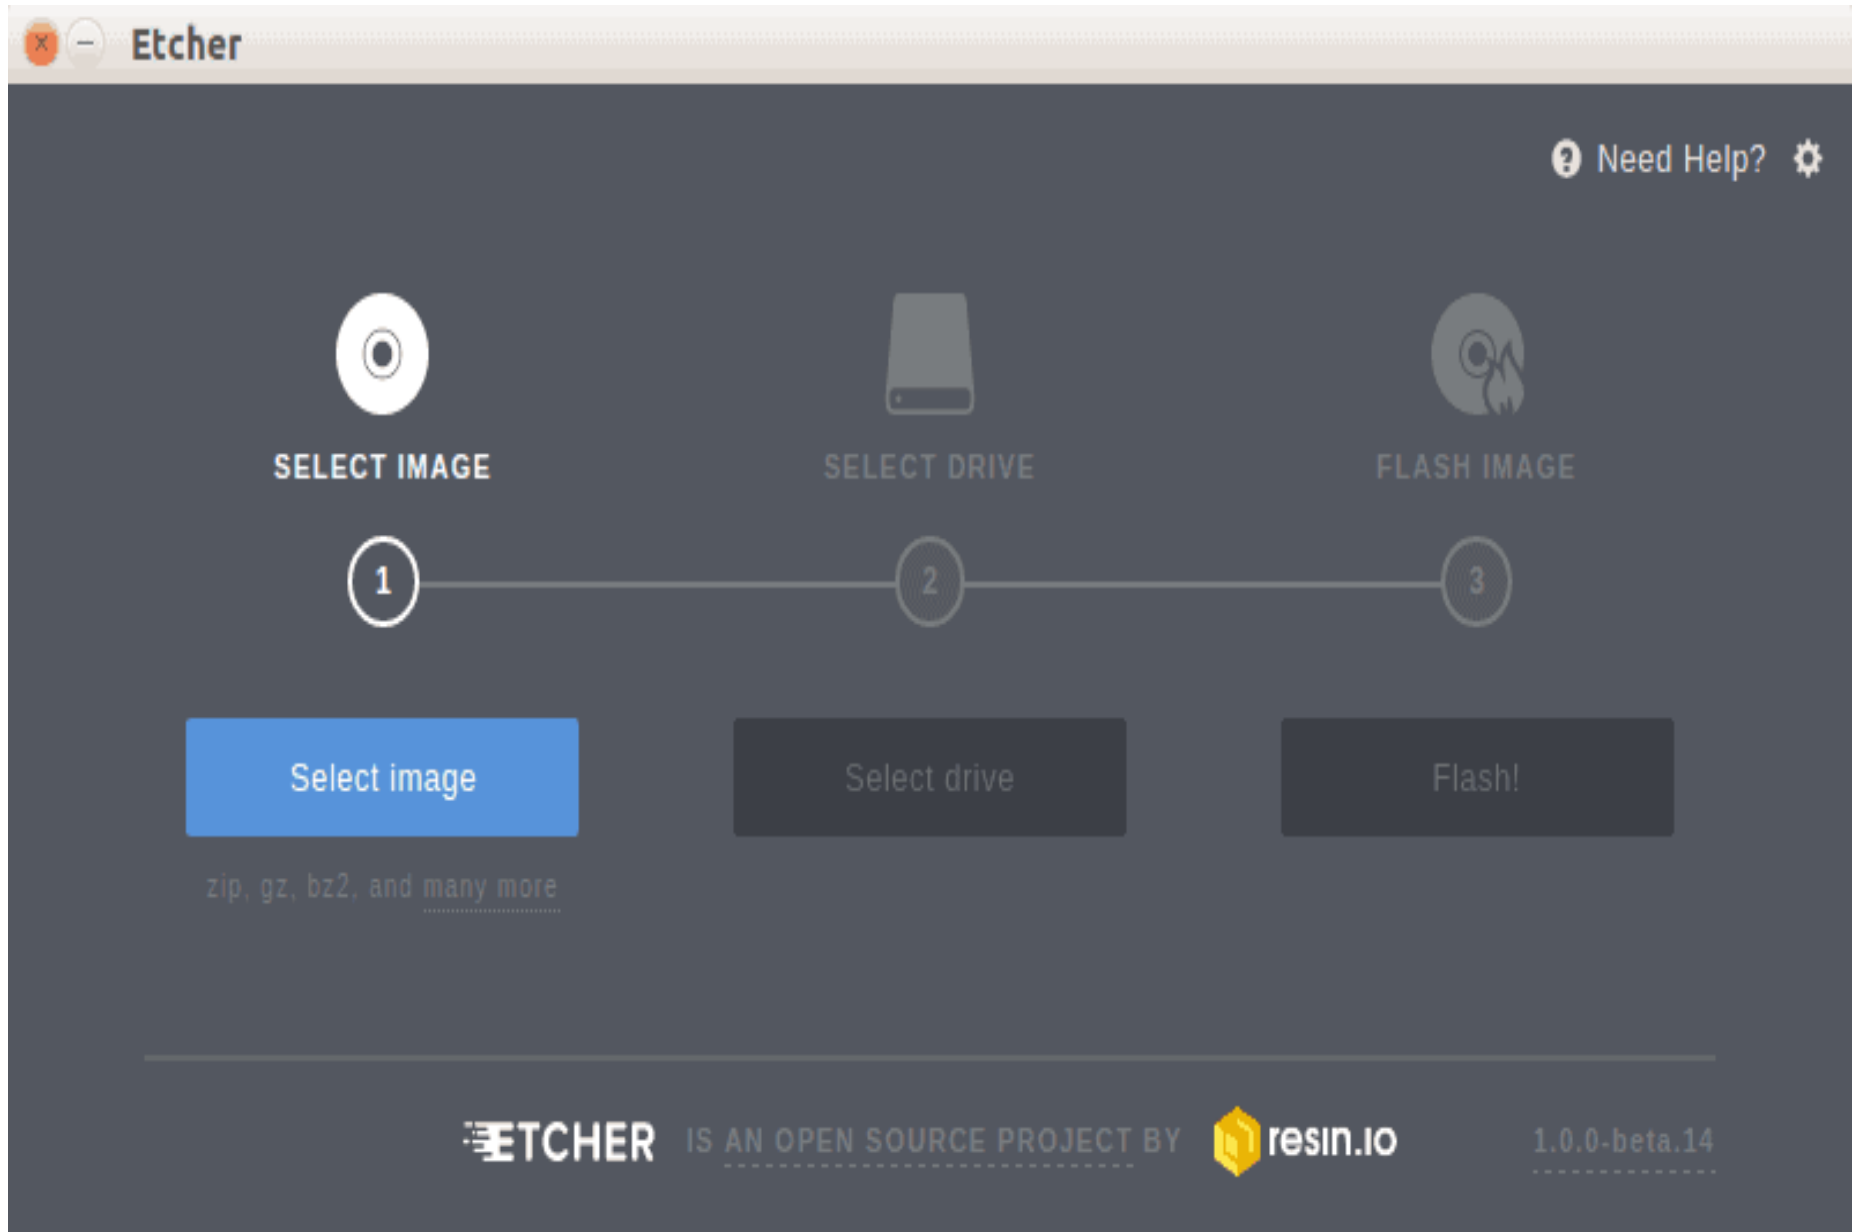 Etcher
Need Help?
SELECT IMAGE SELECT DRIVE FLASH IMAGE
1 2 3
Select image Select drive Flash!
zip, gz, bz2, and many more
ETCHER IS AN OPEN SOURCE PROJECT BY resin.io 1.0.0-beta.14